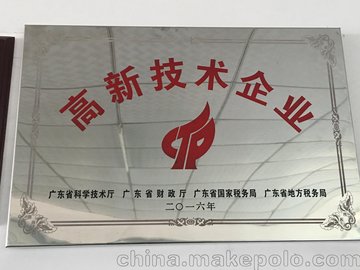 高新技术企业
广东省科学技术厅 广东省财政厅 广东省国家税务局 广东省地方税务局
二〇一六年
china.makepolo.com